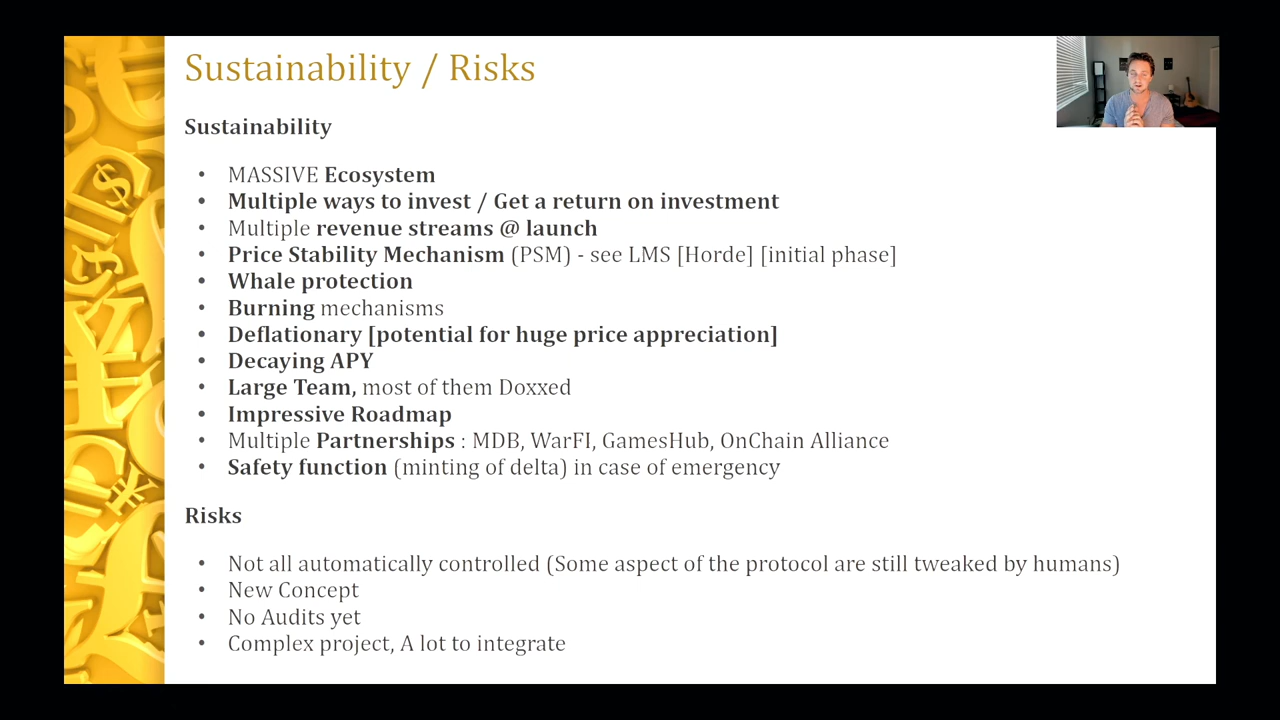 Sustainability / Risks
Sustainability
• MASSIVE Ecosystem
• Multiple ways to invest / Get a return on investment
• Multiple revenue streams @ launch
• Price Stability Mechanism (PSM) - see LMS [Horde] [initial phase]
• Whale protection
• Burning mechanisms
• Deflationary [potential for huge price appreciation]
• Decaying APY
• Large Team, most of them Doxxed
• Impressive Roadmap
• Multiple Partnerships : MDB, WarFI, GamesHub, OnChain Alliance
• Safety function (minting of delta) in case of emergency
Risks
• Not all automatically controlled (Some aspect of the protocol are still tweaked by humans)
• New Concept
• No Audits yet
• Complex project, A lot to integrate